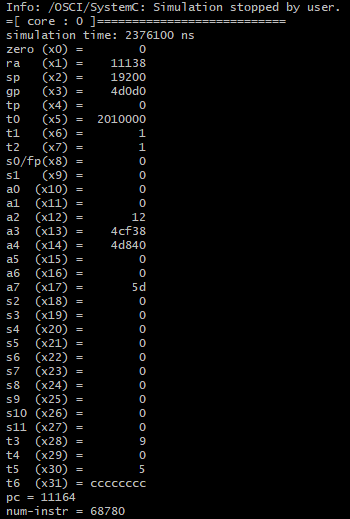 Info: /OSCI/SystemC: Simulation stopped by user.
=[ core : 0 ]===========================
simulation time: 2376100 ns
zero (x0) = 0
ra (x1) = 11138
sp (x2) = 19200
gp (x3) = 4d0d0
tp (x4) = 0
t0 (x5) = 2010000
t1 (x6) = 1
t2 (x7) = 1
s0/fp(x8) = 0
s1 (x9) = 0
a0 (x10) = 0
a1 (x11) = 0
a2 (x12) = 12
a3 (x13) = 4cf38
a4 (x14) = 4d840
a5 (x15) = 0
a6 (x16) = 0
a7 (x17) = 5d
s2 (x18) = 0
s3 (x19) = 0
s4 (x20) = 0
s5 (x21) = 0
s6 (x22) = 0
s7 (x23) = 0
s8 (x24) = 0
s9 (x25) = 0
s10 (x26) = 0
s11 (x27) = 0
t3 (x28) = 9
t4 (x29) = 0
t5 (x30) = 5
t6 (x31) = cccccccc
pc = 11164
num-instr = 68780